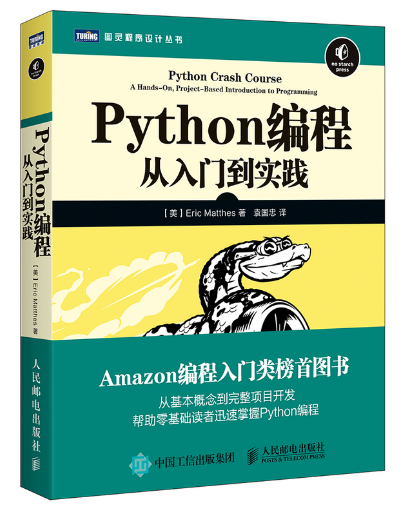 TURING 图灵程序设计丛书
no starch
press
Python Crash Course
A Hands-On, Project-Based Introduction to Programming
Python编程
从入门到实践
【美】Eric Matthes 著 袁国忠 译
Amazon编程入门类榜首图书
从基本概念到完整项目开发
帮助零基础读者迅速掌握Python编程
中国工信出版集团
人民邮电出版社
POSTS & TELECOM PRESS
TURING
Python编程
从入门到实践
【美】Eric Matthes 著
人民邮电出版社